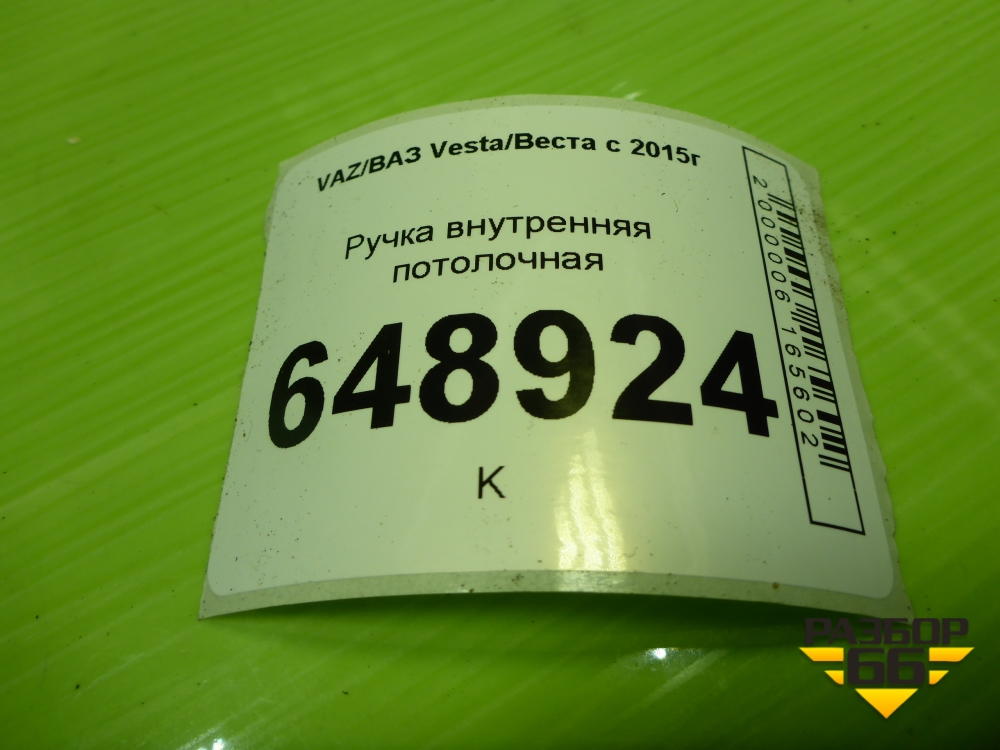 VAZ/ВАЗ Vesta/Веста с 2015г
Ручка внутренняя
потолочная
648924
К
2000006165602
РАЗБОР
66